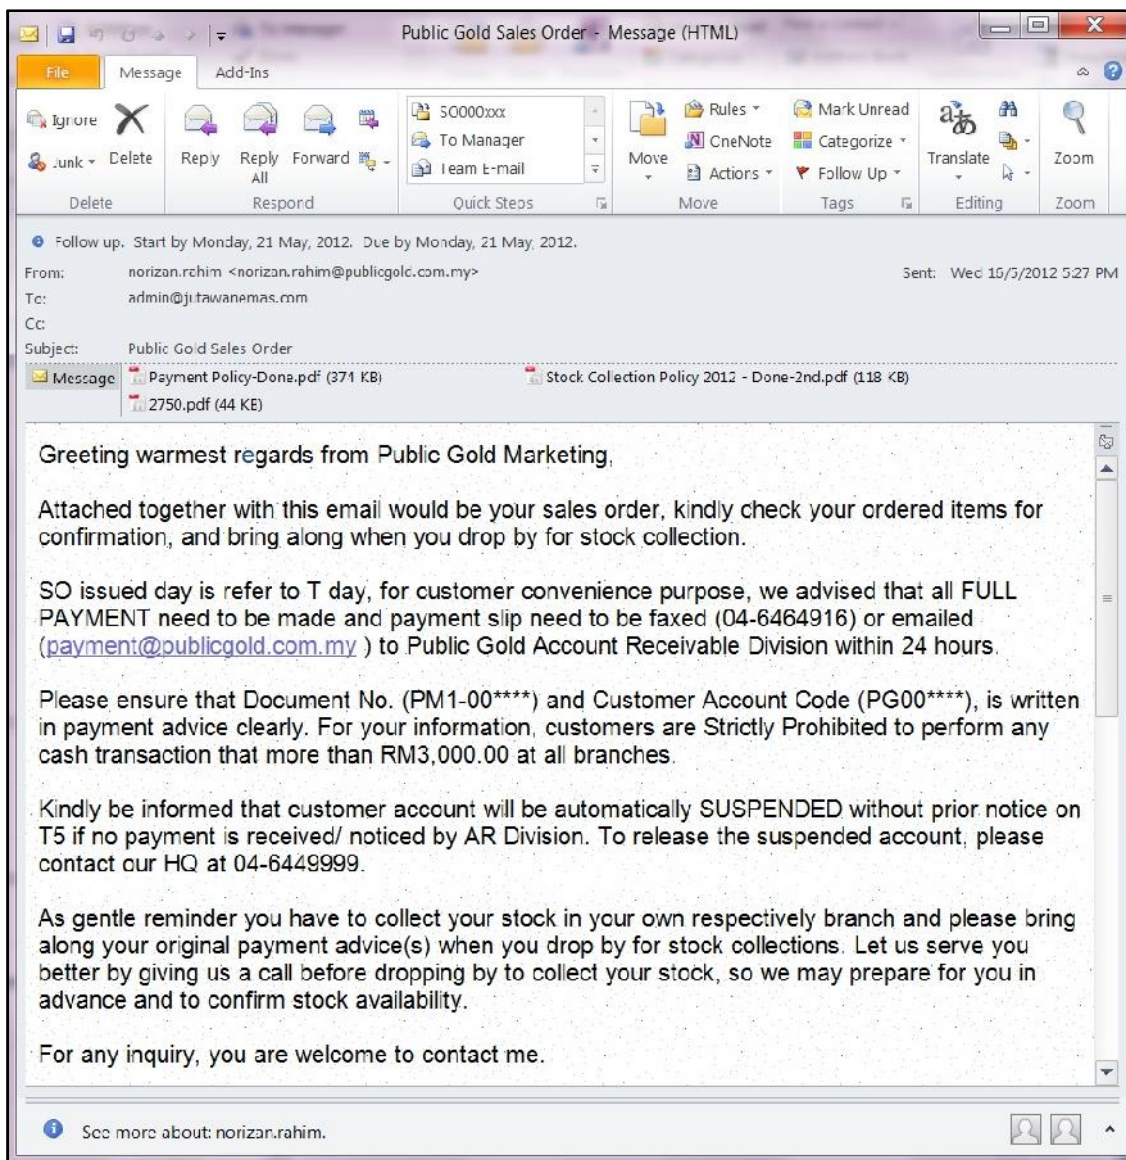 Public Gold Sales Order - Message (HTML)
File Message Add-Ins
Ignore
Junk
Delete
Reply
Reply All
Forward
SO000xxx
To Manager
Team E-mail
Move
Rules
OneNote
Actions
Mark Unread
Categorize
Follow Up
Translate
Zoom
Delete Respond Quick Steps Move Tags Editing Zoom
Follow up. Start by Monday, 21 May, 2012. Due by Monday, 21 May, 2012.
From: norizan.rahim <norizan.rahim@publicgold.com.my> Sent: Wed 16/5/2012 5:27 PM
To: admin@jutawanemas.com
Cc:
Subject: Public Gold Sales Order
Message Payment Policy-Done.pdf (374 KB) Stock Collection Policy 2012 - Done-2nd.pdf (118 KB)
2750.pdf (44 KB)
Greeting warmest regards from Public Gold Marketing,
Attached together with this email would be your sales order, kindly check your ordered items for
confirmation, and bring along when you drop by for stock collection.
SO issued day is refer to T day, for customer convenience purpose, we advised that all FULL
PAYMENT need to be made and payment slip need to be faxed (04-6464916) or emailed
(payment@publicgold.com.my ) to Public Gold Account Receivable Division within 24 hours.
Please ensure that Document No. (PM1-00****) and Customer Account Code (PG00****), is written
in payment advice clearly. For your information, customers are Strictly Prohibited to perform any
cash transaction that more than RM3,000.00 at all branches.
Kindly be informed that customer account will be automatically SUSPENDED without prior notice on
T5 if no payment is received/ noticed by AR Division. To release the suspended account, please
contact our HQ at 04-6449999.
As gentle reminder you have to collect your stock in your own respectively branch and please bring
along your original payment advice(s) when you drop by for stock collections. Let us serve you
better by giving us a call before dropping by to collect your stock, so we may prepare for you in
advance and to confirm stock availability.
For any inquiry, you are welcome to contact me.
See more about: norizan.rahim.